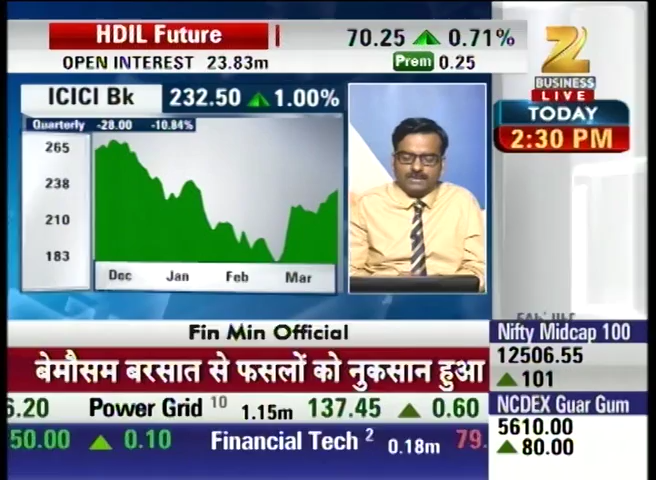 HDIL Future
70.25 0.71%
OPEN INTEREST 23.83m
Prem 0.25
Z
BUSINESS
LIVE
TODAY
2:30 PM
ICICI Bk 232.50 1.00%
Quarterly -28.00 -10.84%
265
238
210
183
Dec Jan Feb Mar
Fin Min Official
बेमौसम बरसात से फसलों को नुकसान हुआ
Nifty Midcap 100
12506.55
101
NCDEX Guar Gum
5610.00
80.00
6.20 Power Grid 10 1.15m 137.45 0.60
50.00 0.10 Financial Tech 2 0.18m 79.